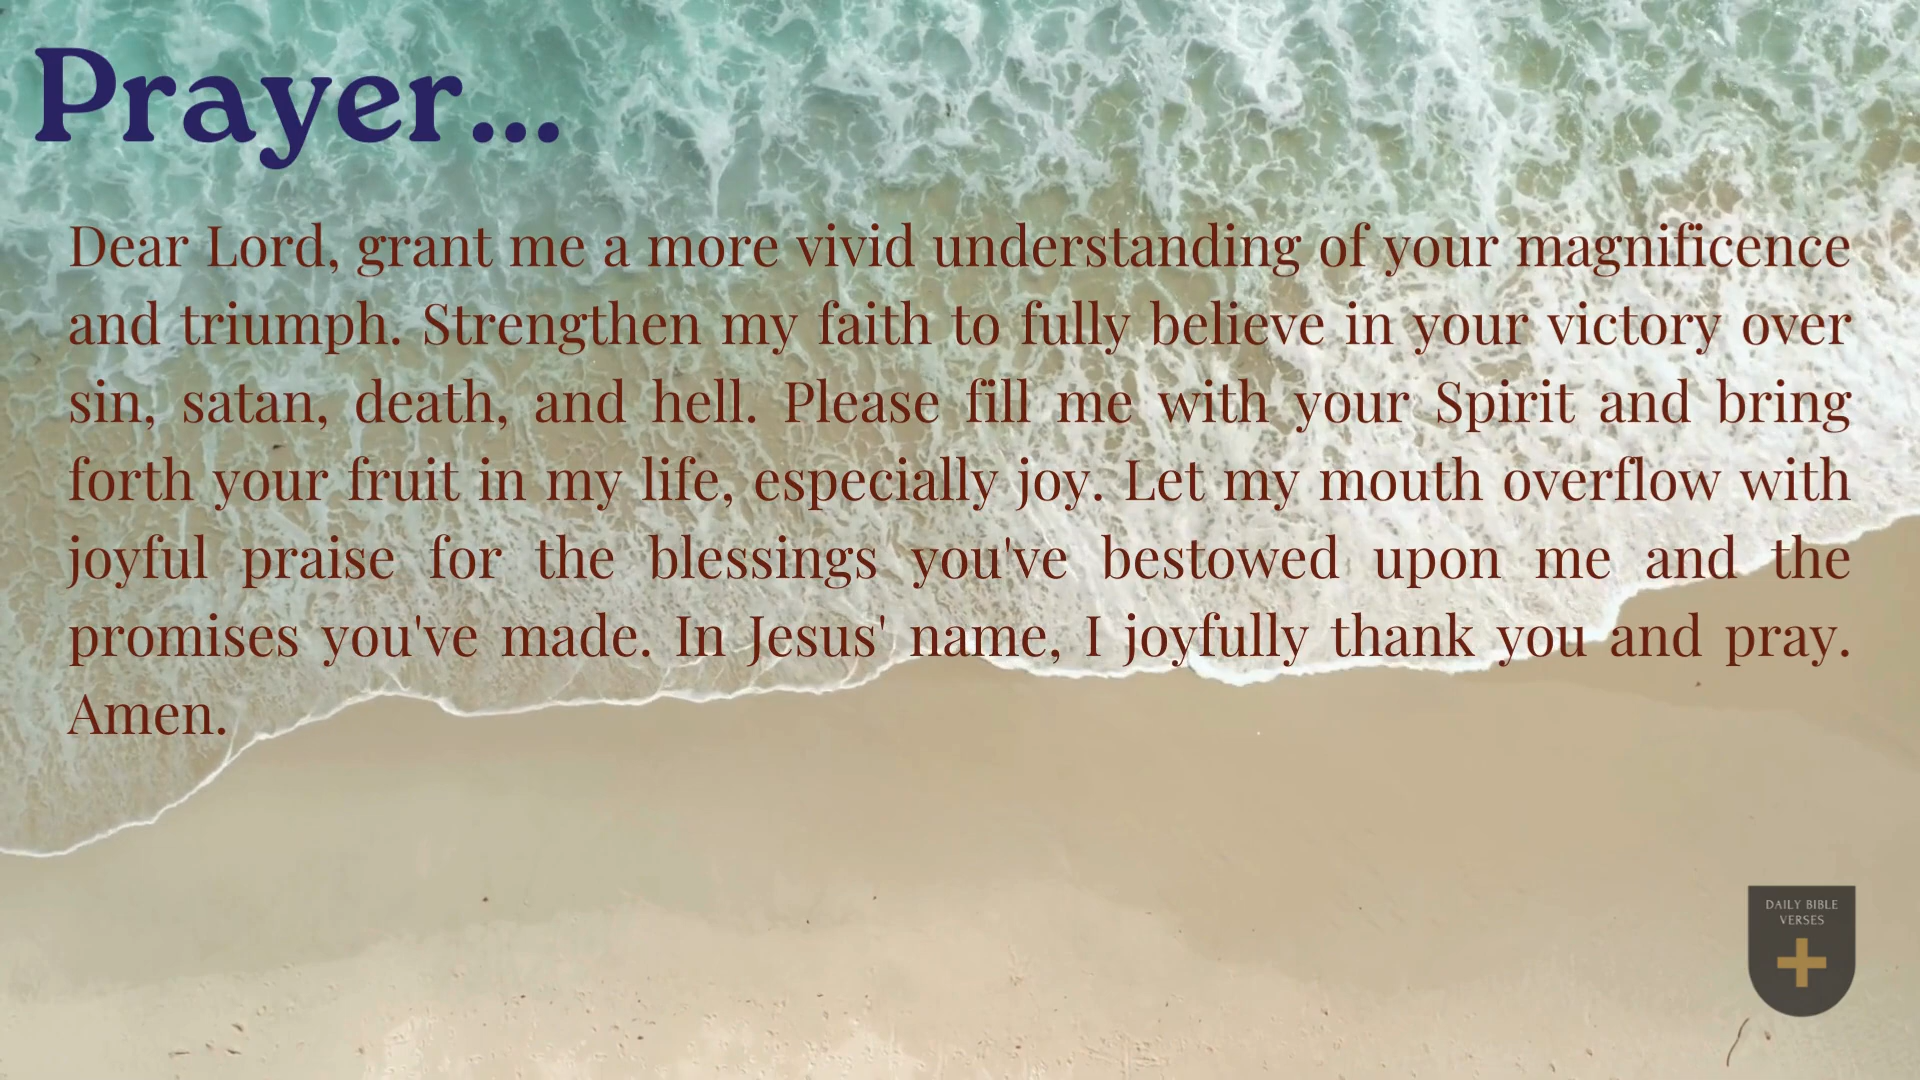 Prayer...
Dear Lord, grant me a more vivid understanding of your magnificence
and triumph. Strengthen my faith to fully believe in your victory over
sin, satan, death, and hell. Please fill me with your Spirit and bring
forth your fruit in my life, especially joy. Let my mouth overflow with
joyful praise for the blessings you've bestowed upon me and the
promises you've made. In Jesus' name, I joyfully thank you and pray.
Amen.
DAILY BIBLE
VERSES